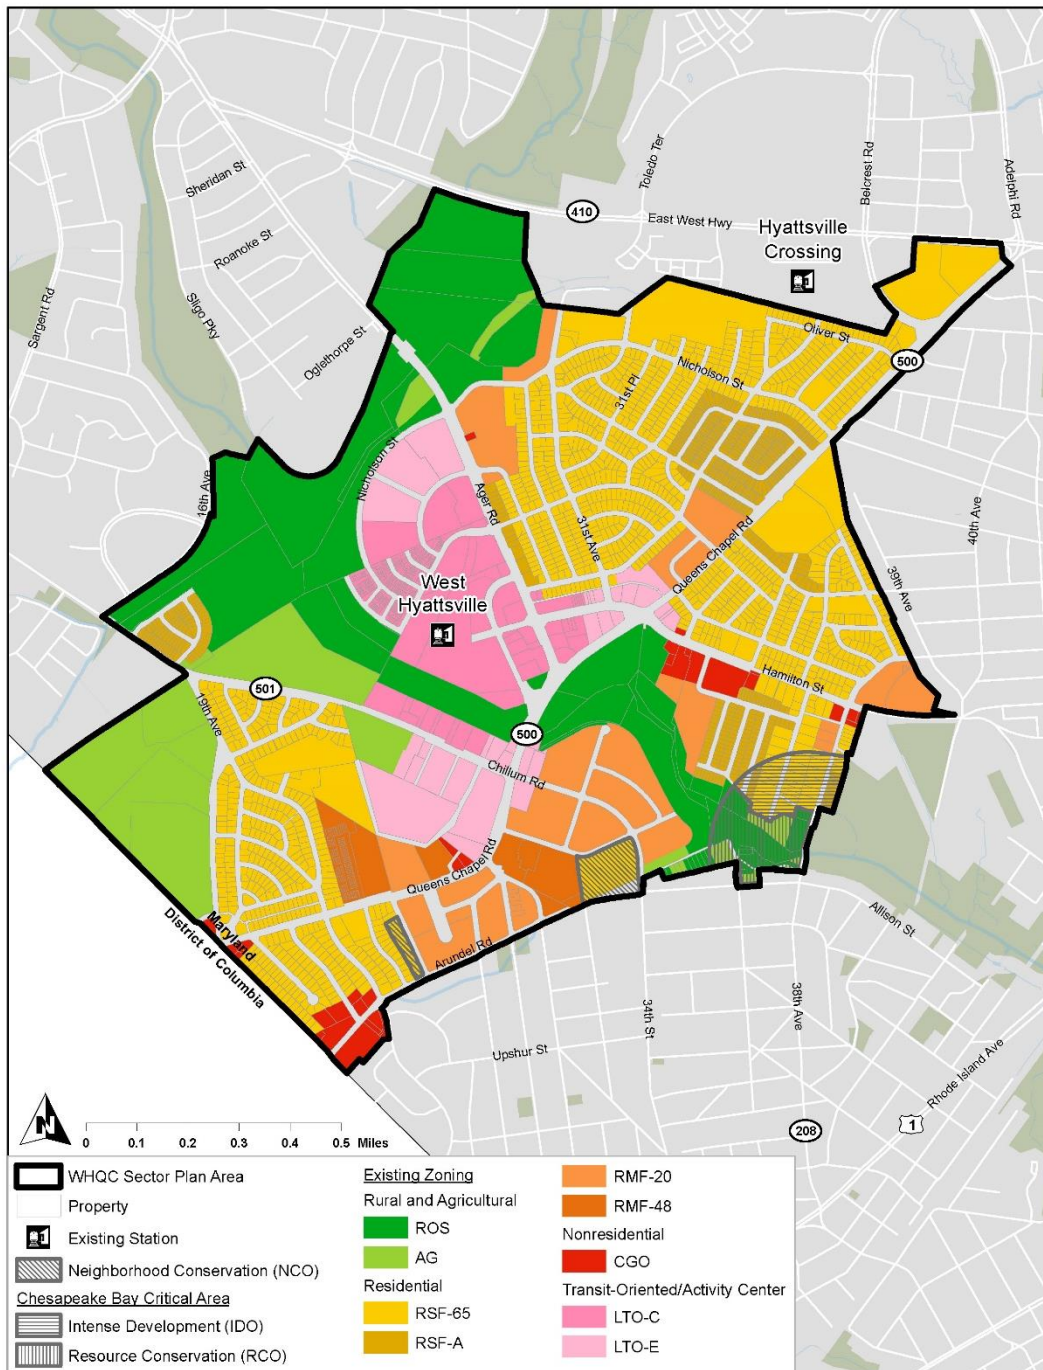 Sheridan St
Roanoke St
Sligo Pky
Sargent Rd
Oglethorpe St
Toledo Ter
Belcrest Rd
Adelphi Rd
410
East West Hwy
Hyattsville
Crossing
Oliver St
500
Nicholson St
31st Pl
Nicholson St
16th Ave
Ager Rd
31st Ave
Queens Chapel Rd
40th Ave
39th Ave
West
Hyattsville
Hamilton St
501
19th Ave
500
Chillum Rd
Queens Chapel Rd
Arundel Rd
Maryland
District of Columbia
Allison St
34th St
38th Ave
Upshur St
Rhode Island Ave
208
1
N
0 0.1 0.2 0.3 0.4 0.5 Miles
WHQC Sector Plan Area
Property
Existing Station
Neighborhood Conservation (NCO)
Chesapeake Bay Critical Area
Intense Development (IDO)
Resource Conservation (RCO)
Existing Zoning
Rural and Agricultural
ROS
AG
Residential
RSF-65
RSF-A
RMF-20
RMF-48
Nonresidential
CGO
Transit-Oriented/Activity Center
LTO-C
LTO-E